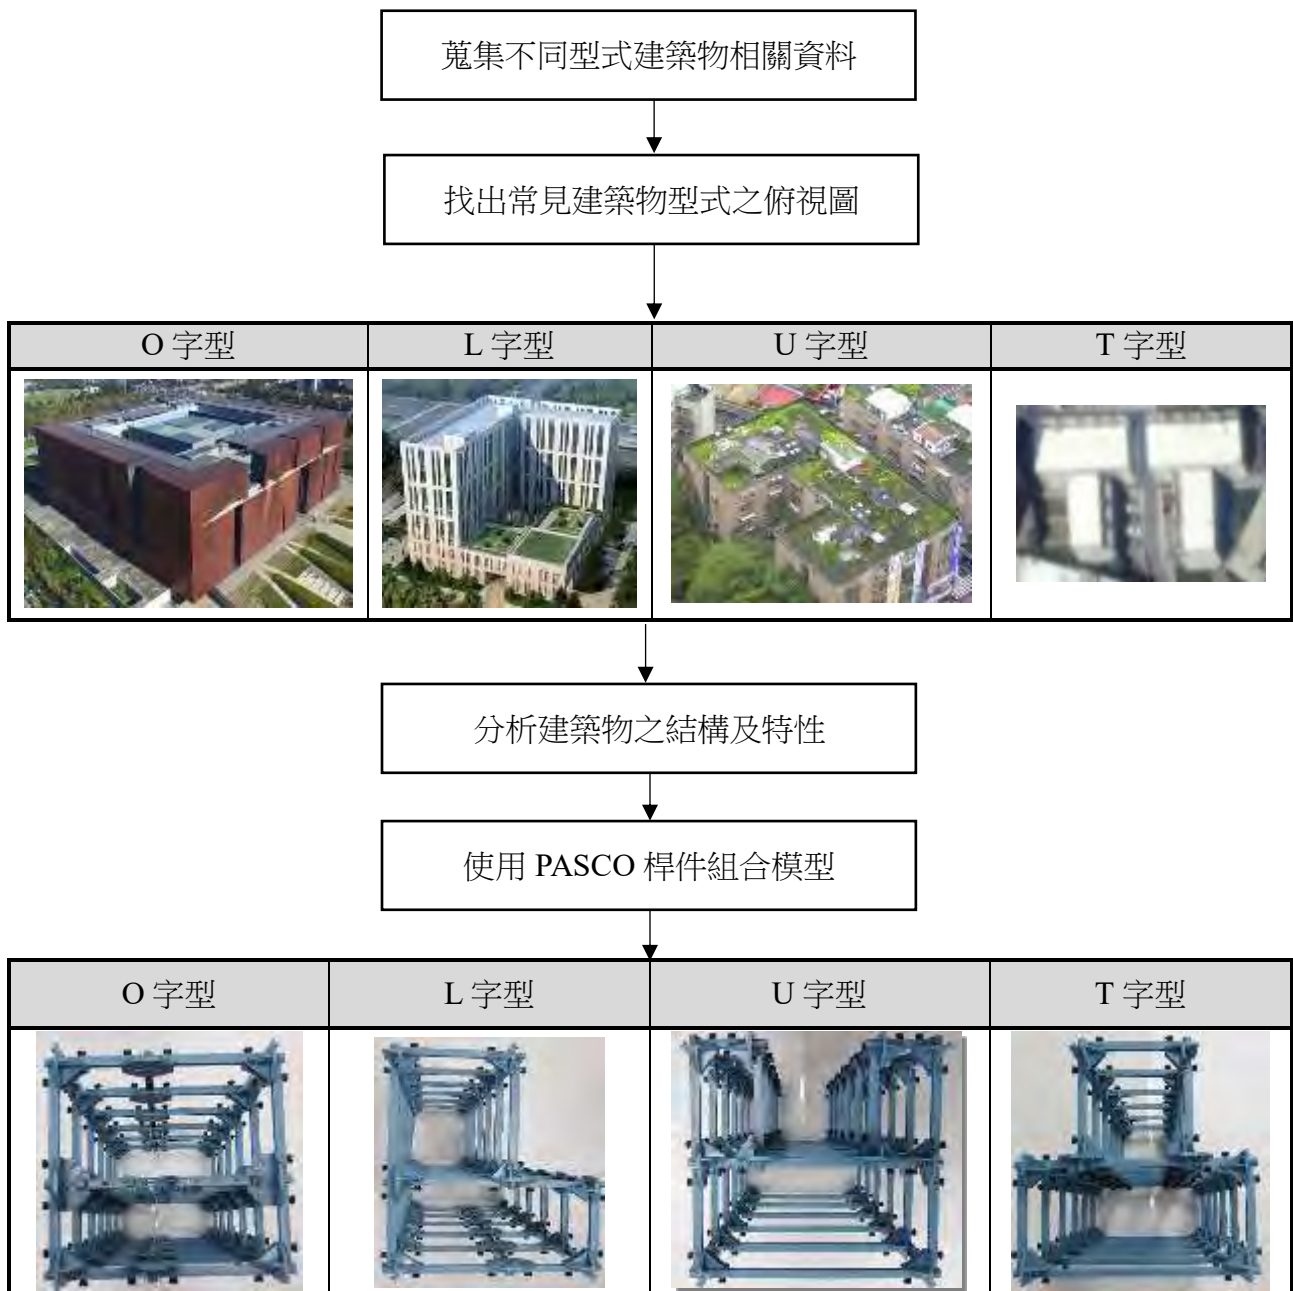 蒐集不同型式建築物相關資料
找出常見建築物型式之俯視圖
O 字型 L 字型 U 字型 T 字型
分析建築物之結構及特性
使用 PASCO 桿件組合模型
O 字型 L 字型 U 字型 T 字型